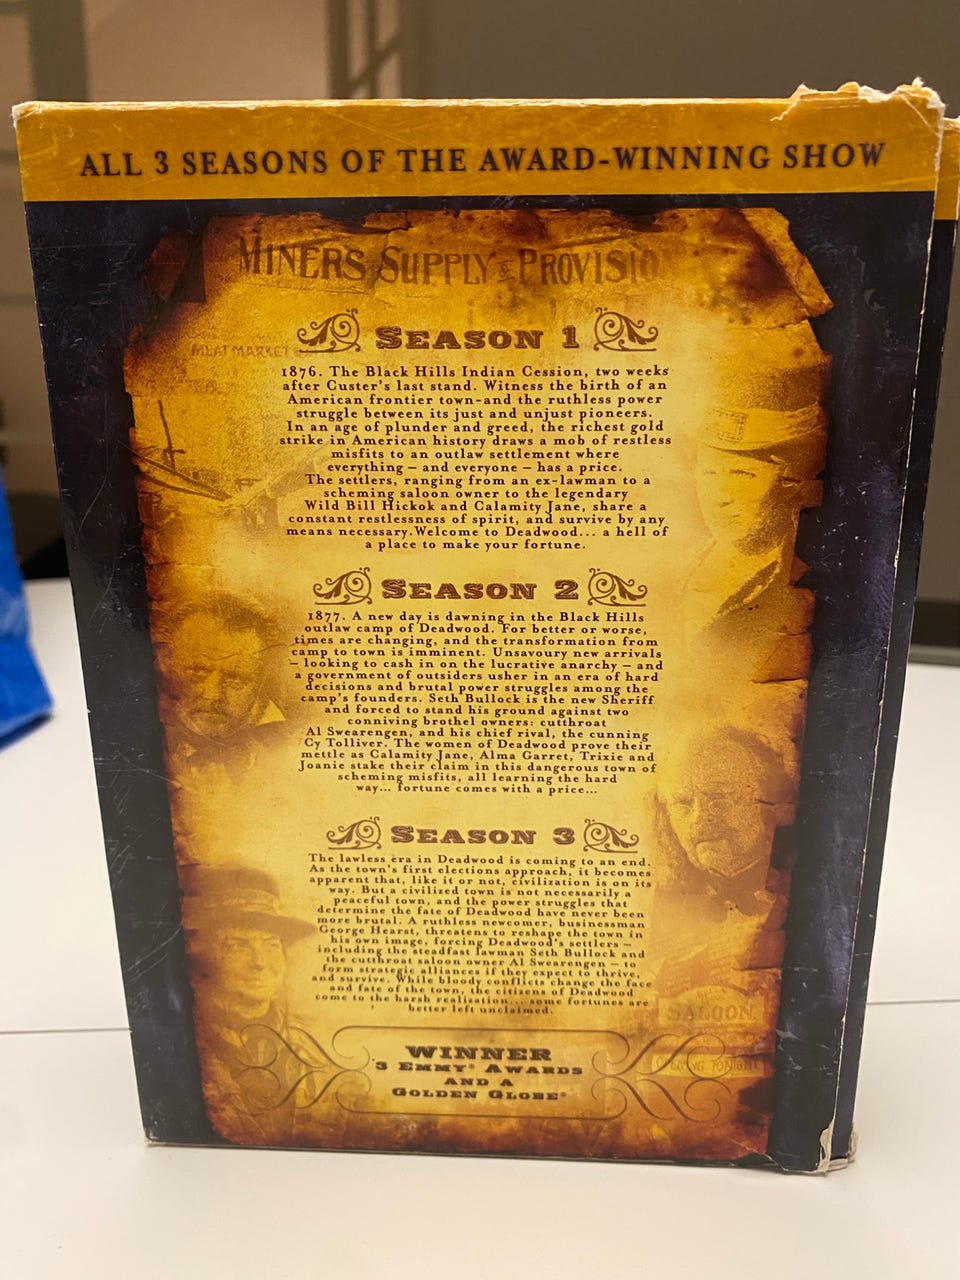 ALL 3 SEASONS OF THE AWARD-WINNING SHOW
MINERS SUPPLY & PROVISIO
MEAT MARKET
SEASON 1
1876. The Black Hills Indian Cession, two weeks
after Custer's last stand. Witness the birth of an
American frontier town-and the ruthless power
struggle between its just and unjust pioneers.
In an age of plunder and greed, the richest gold
strike in American history draws a mob of restless
misfits to an outlaw settlement where
everything – and everyone – has a price.
The settlers, ranging from an ex-lawman to a
scheming saloon owner to the legendary
Wild Bill Hickok and Calamity Jane, share a
constant restlessness of spirit, and survive by any
means necessary.Welcome to Deadwood... a hell of
a place to make your fortune.
SEASON 2
1877. A new day is dawning in the Black Hills
outlaw camp of Deadwood. For better or worse,
times are changing, and the transformation from
camp to town is imminent. Unsavoury new arrivals
– looking to cash in on the lucrative anarchy – and
a government of outsiders usher in an era of hard
decisions and brutal power struggles among the
camp's founders. Seth Bullock is the new Sheriff
and forced to stand his ground against two
conniving brothel owners: cutthroat
Al Swearengen, and his chief rival, the cunning
Cy Tolliver. The women of Deadwood prove their
mettle as Calamity Jane, Alma Garret, Trixie and
Joanie stake their claim in this dangerous town of
scheming misfits, all learning the hard
way... fortune comes with a price...
SEASON 3
The lawless era in Deadwood is coming to an end.
As the town's first elections approach, it becomes
apparent that, like it or not, civilization is on its
way. But a civilized town is not necessarily a
peaceful town, and the power struggles that
determine the fate of Deadwood have never been
more brutal. A ruthless newcomer, businessman
George Hearst, threatens to reshape the town in
his own image, forcing Deadwood's settlers –
including the steadfast lawman Seth Bullock and
the cutthroat saloon owner Al Swearengen – to
form strategic alliances if they expect to thrive,
and survive. While bloody conflicts change the face
and fate of the town, the citizens of Deadwood
come to the harsh realization... some fortunes are
better left unclaimed.
SALOON
OPENING TONIGHT
WINNER
3 EMMY® AWARDS
AND A
GOLDEN GLOBE®